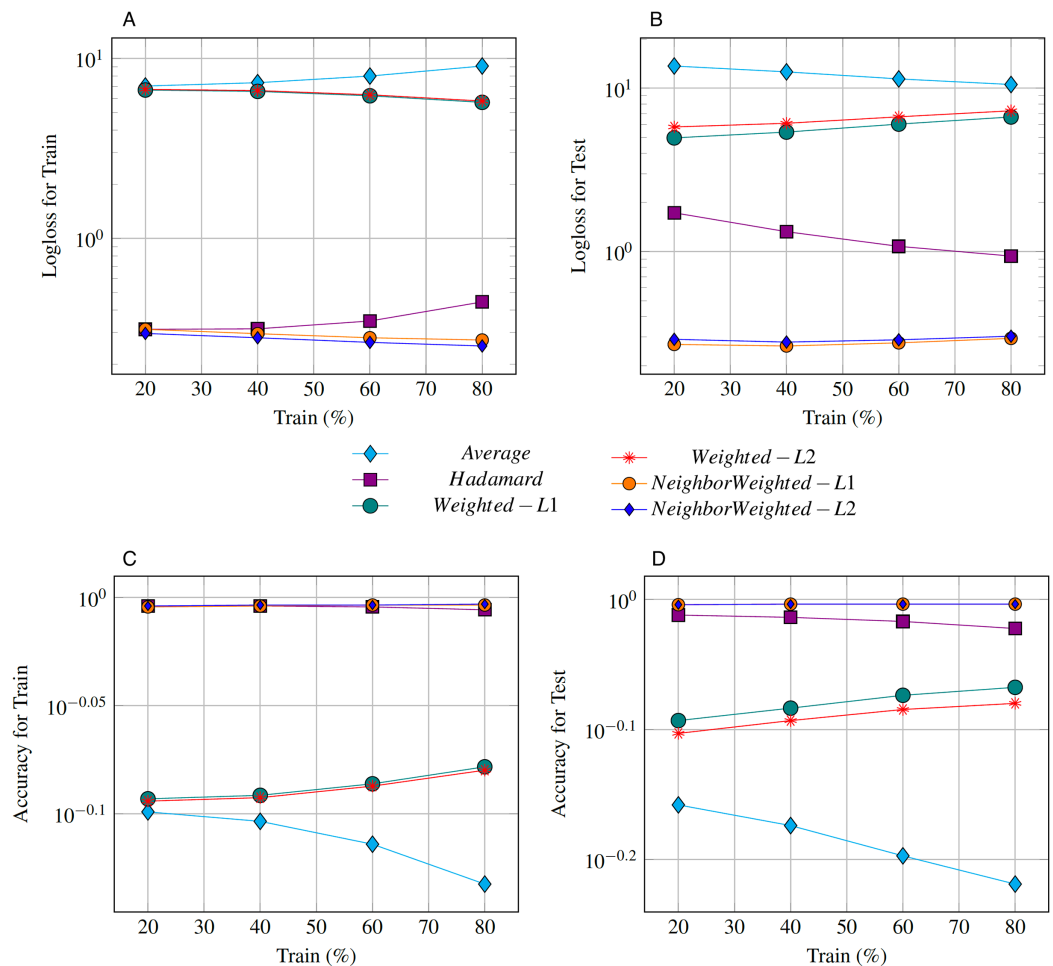 A
B
10^1
10^0
Logloss for Train
20 30 40 50 60 70 80
Train (%)
10^1
10^0
Logloss for Test
20 30 40 50 60 70 80
Train (%)
Average
Hadamard
Weighted − L1
Weighted − L2
NeighborWeighted − L1
NeighborWeighted − L2
C
D
10^0
10^−0.05
10^−0.1
Accuracy for Train
20 30 40 50 60 70 80
Train (%)
10^0
10^−0.1
10^−0.2
Accuracy for Test
20 30 40 50 60 70 80
Train (%)